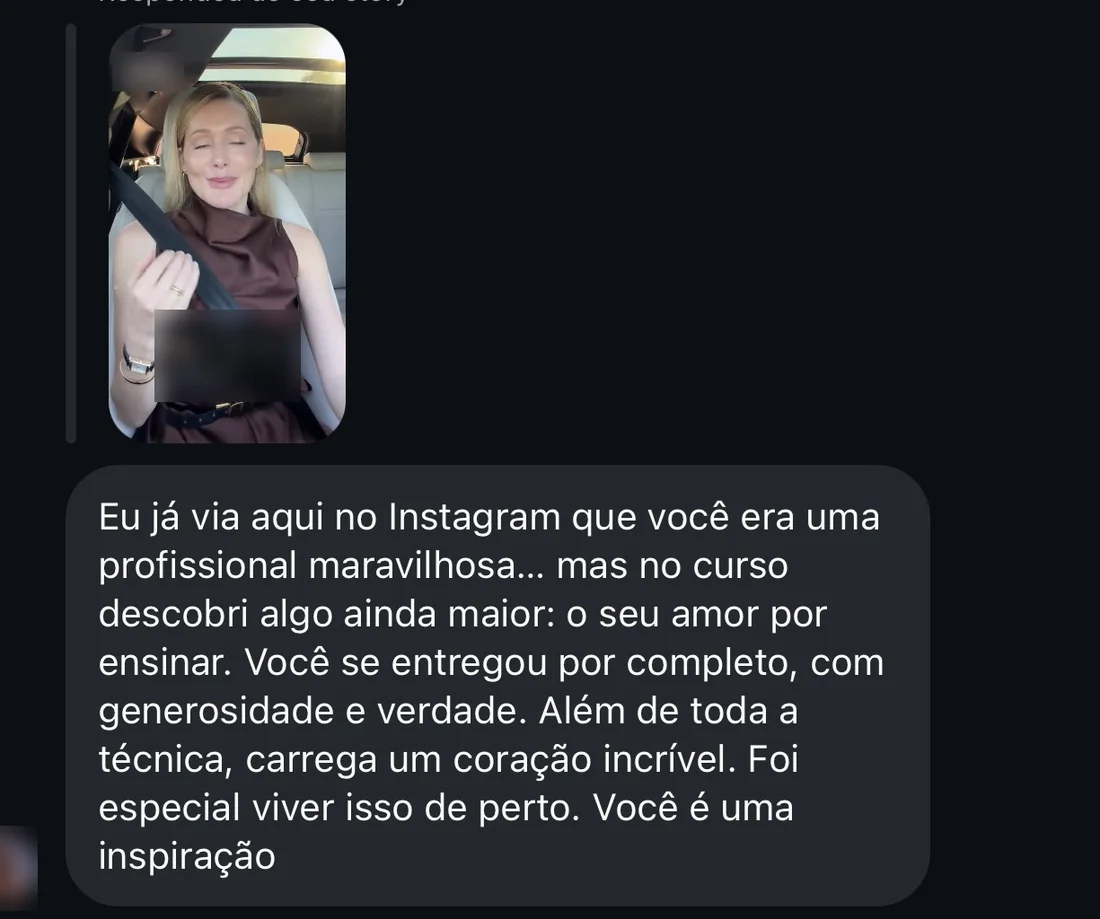 Eu já via aqui no Instagram que você era uma
profissional maravilhosa... mas no curso
descobri algo ainda maior: o seu amor por
ensinar. Você se entregou por completo, com
generosidade e verdade. Além de toda a
técnica, carrega um coração incrível. Foi
especial viver isso de perto. Você é uma
inspiração